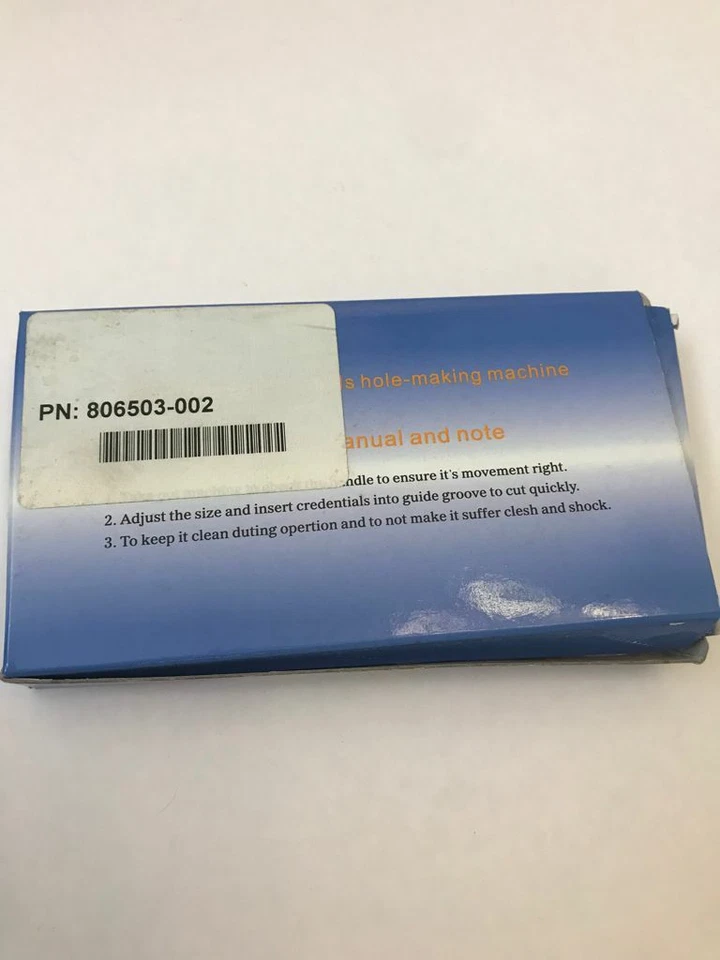 PN: 806503-002
s hole-making machine
anual and note
ndle to ensure it's movement right.
2. Adjust the size and insert credentials into guide groove to cut quickly.
3. To keep it clean duting opertion and to not make it suffer clesh and shock.